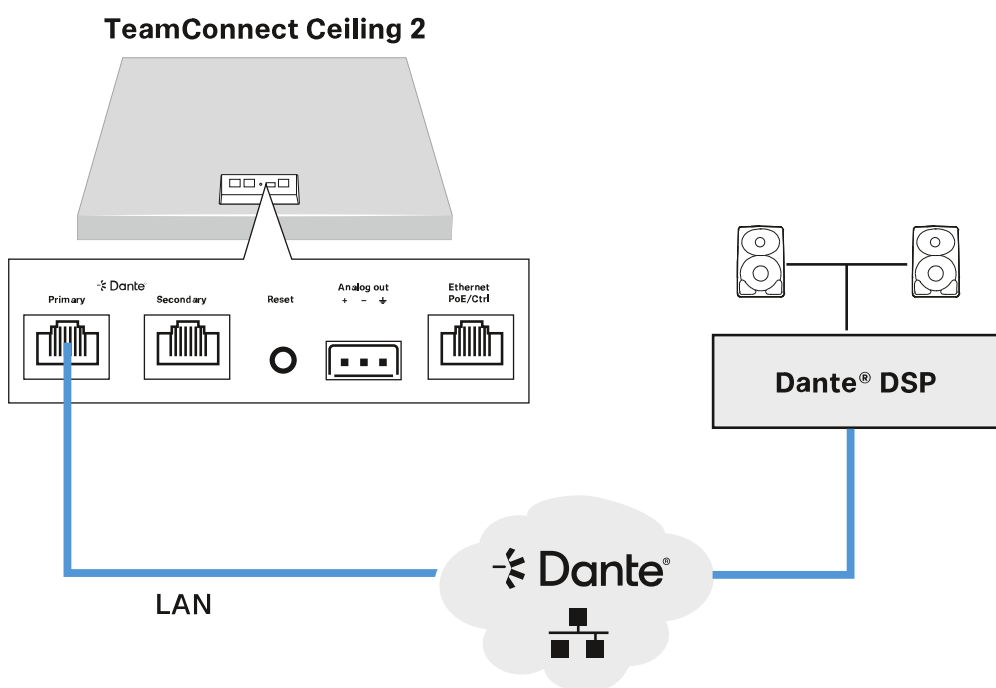 TeamConnect Ceiling 2
Dante
Primary
Secondary
Reset
Analog out
+ − ⏚
Ethernet
PoE/Ctrl
Dante® DSP
Dante®
LAN